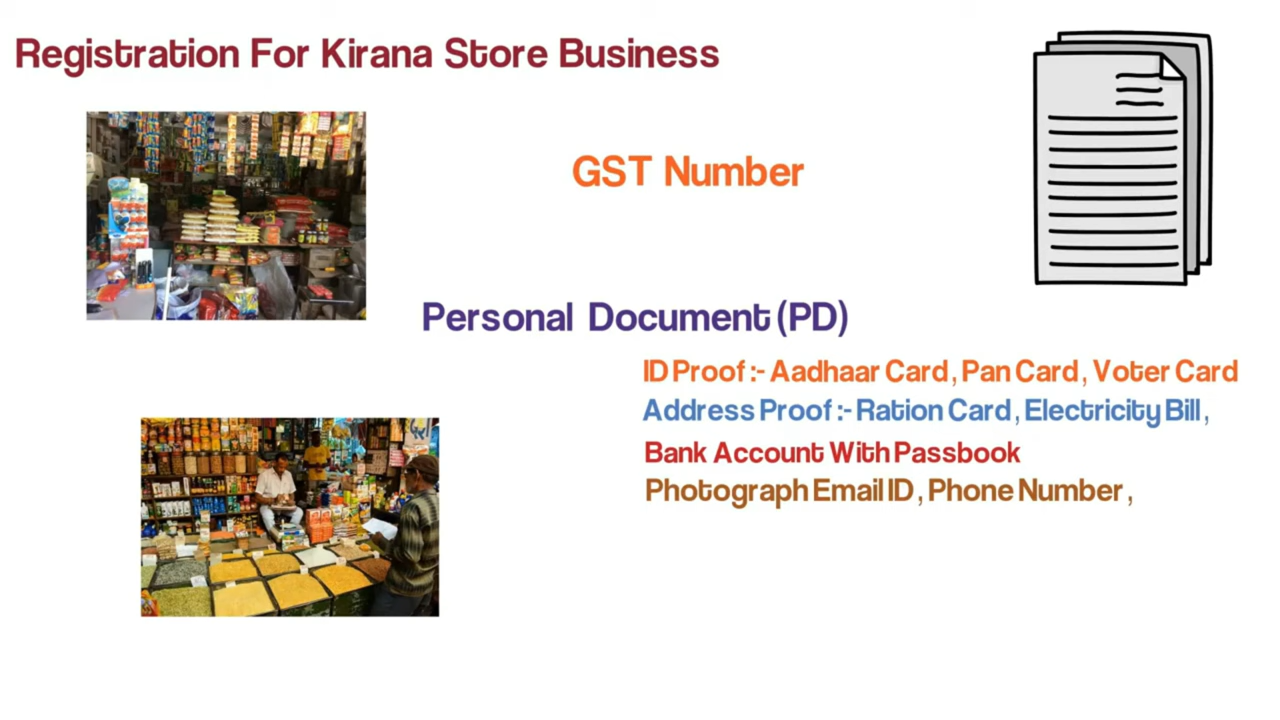 Registration For Kirana Store Business
GST Number
Personal Document (PD)
ID Proof :- Aadhaar Card , Pan Card , Voter Card
Address Proof :- Ration Card , Electricity Bill ,
Bank Account With Passbook
Photograph Email ID , Phone Number ,